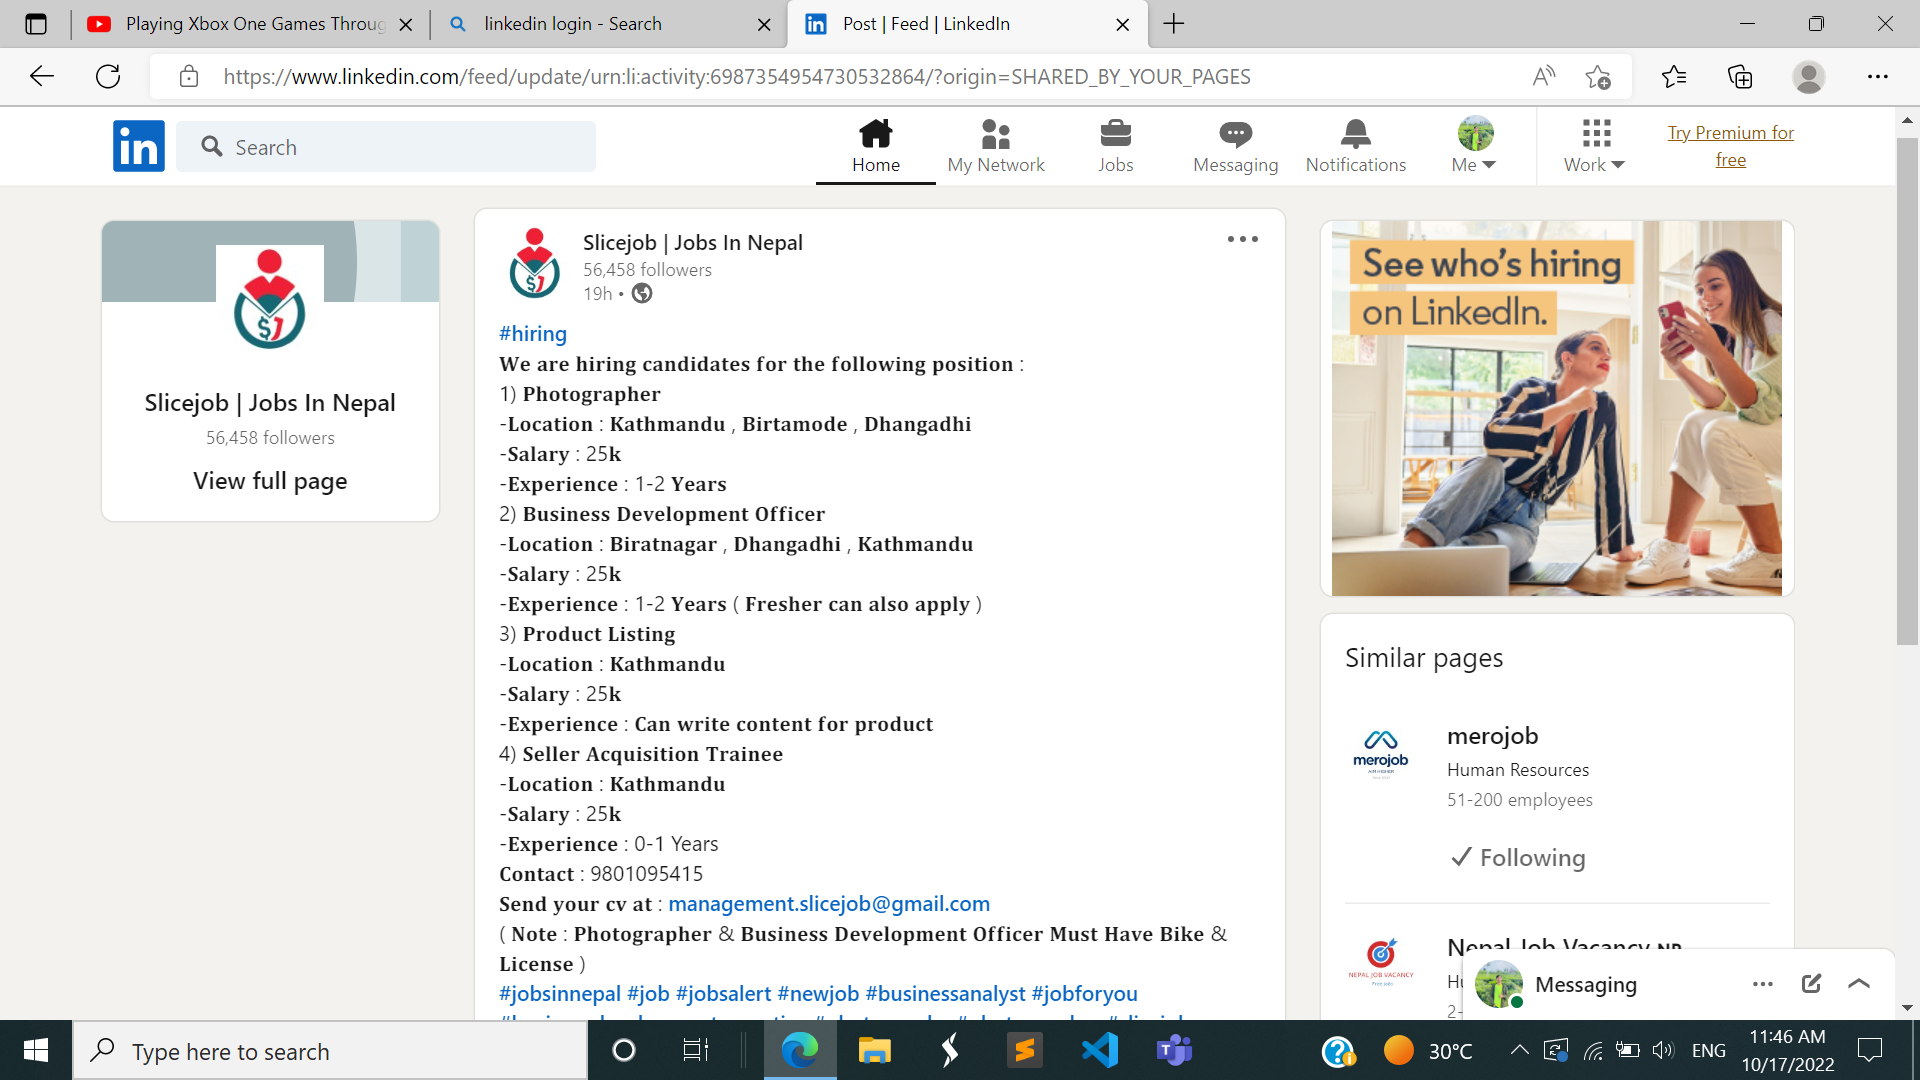 Playing Xbox One Games Throug
linkedin login - Search
Post | Feed | LinkedIn
https://www.linkedin.com/feed/update/urn:li:activity:6987354954730532864/?origin=SHARED_BY_YOUR_PAGES
in
Search
Home
My Network
Jobs
Messaging
Notifications
Me
Work
Try Premium for
free
Slicejob | Jobs In Nepal
56,458 followers
View full page
Slicejob | Jobs In Nepal
56,458 followers
19h •
#hiring
We are hiring candidates for the following position :
1) Photographer
-Location : Kathmandu , Birtamode , Dhangadhi
-Salary : 25k
-Experience : 1-2 Years
2) Business Development Officer
-Location : Biratnagar , Dhangadhi , Kathmandu
-Salary : 25k
-Experience : 1-2 Years ( Fresher can also apply )
3) Product Listing
-Location : Kathmandu
-Salary : 25k
-Experience : Can write content for product
4) Seller Acquisition Trainee
-Location : Kathmandu
-Salary : 25k
-Experience : 0-1 Years
Contact : 9801095415
Send your cv at : management.slicejob@gmail.com
( Note : Photographer & Business Development Officer Must Have Bike &
License )
#jobsinnepal #job #jobsalert #newjob #businessanalyst #jobforyou
See who's hiring
on LinkedIn.
Similar pages
merojob
AIM HIGHER
merojob
Human Resources
51-200 employees
Following
NEPAL JOB VACANCY
Free jobs
Nepal Job Vacancy NP
Messaging
Type here to search
30°C
ENG
11:46 AM
10/17/2022